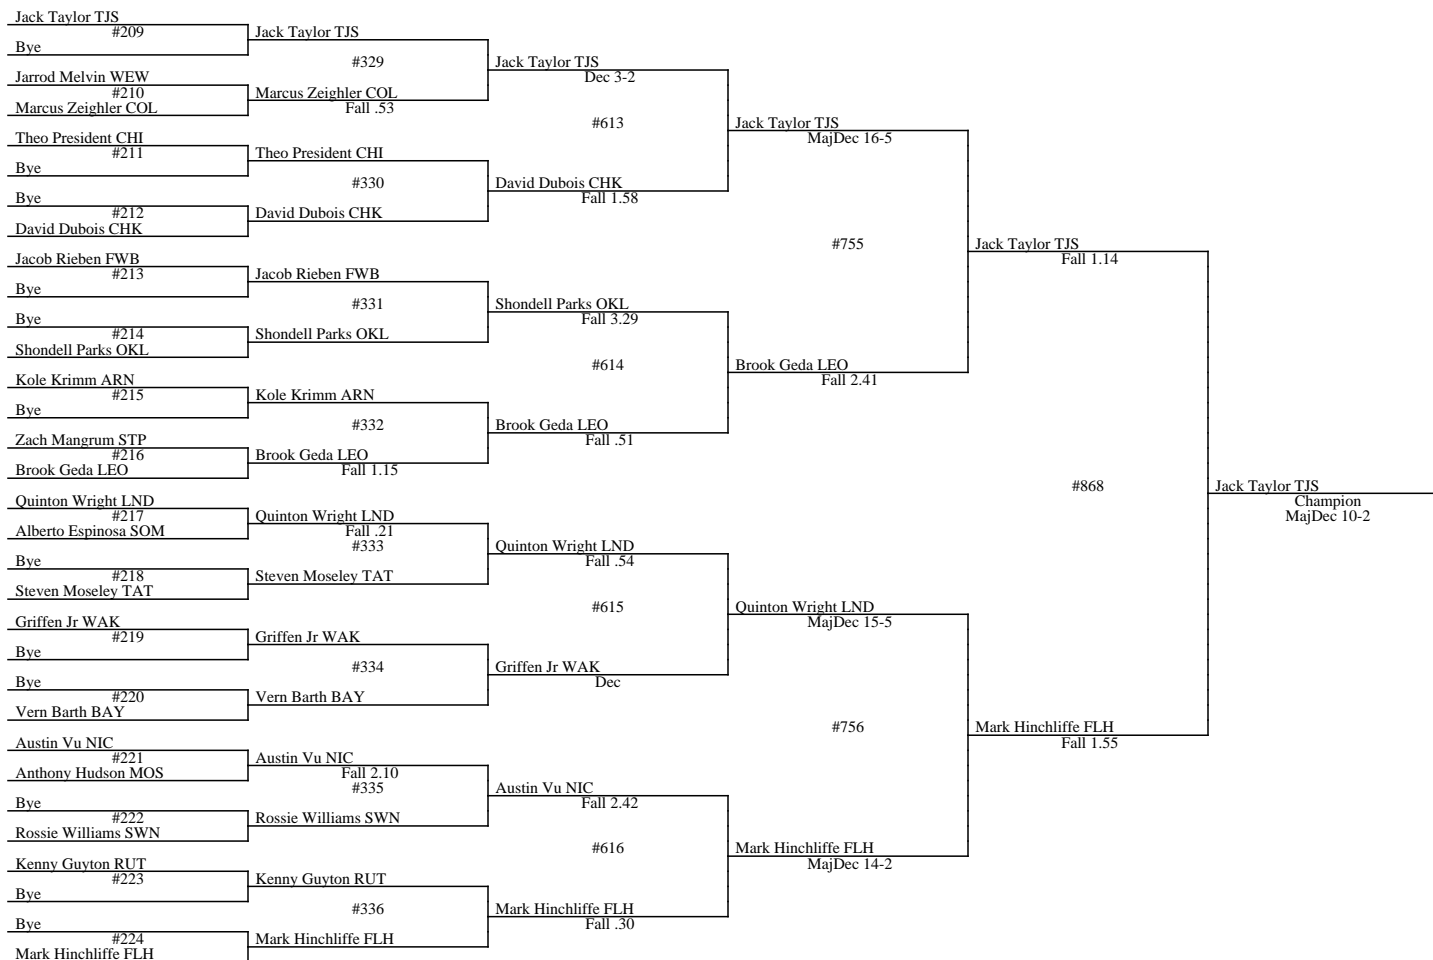 Jack Taylor TJS
#209
Bye
Jarrod Melvin WEW
#210
Marcus Zeighler COL
Theo President CHI
#211
Bye
Bye
#212
David Dubois CHK
Jacob Rieben FWB
#213
Bye
Bye
#214
Shondell Parks OKL
Kole Krimm ARN
#215
Bye
Zach Mangrum STP
#216
Brook Geda LEO
Quinton Wright LND
#217
Alberto Espinosa SOM
Bye
#218
Steven Moseley TAT
Griffen Jr WAK
#219
Bye
Bye
#220
Vern Barth BAY
Austin Vu NIC
#221
Anthony Hudson MOS
Bye
#222
Rossie Williams SWN
Kenny Guyton RUT
#223
Bye
Bye
#224
Mark Hinchliffe FLH
Jack Taylor TJS
#329
Marcus Zeighler COL
Fall .53
Theo President CHI
#330
David Dubois CHK
Jacob Rieben FWB
#331
Shondell Parks OKL
Kole Krimm ARN
#332
Brook Geda LEO
Fall 1.15
Quinton Wright LND
Fall .21
#333
Steven Moseley TAT
Griffen Jr WAK
#334
Vern Barth BAY
Austin Vu NIC
Fall 2.10
#335
Rossie Williams SWN
Kenny Guyton RUT
#336
Mark Hinchliffe FLH
Jack Taylor TJS
Dec 3-2
#613
David Dubois CHK
Fall 1.58
Shondell Parks OKL
Fall 3.29
#614
Brook Geda LEO
Fall .51
Quinton Wright LND
Fall .54
#615
Griffen Jr WAK
Dec
Austin Vu NIC
Fall 2.42
#616
Mark Hinchliffe FLH
Fall .30
Jack Taylor TJS
MajDec 16-5
#755
Brook Geda LEO
Fall 2.41
Quinton Wright LND
MajDec 15-5
#756
Mark Hinchliffe FLH
MajDec 14-2
Jack Taylor TJS
Fall 1.14
#868
Mark Hinchliffe FLH
Fall 1.55
Jack Taylor TJS
Champion
MajDec 10-2